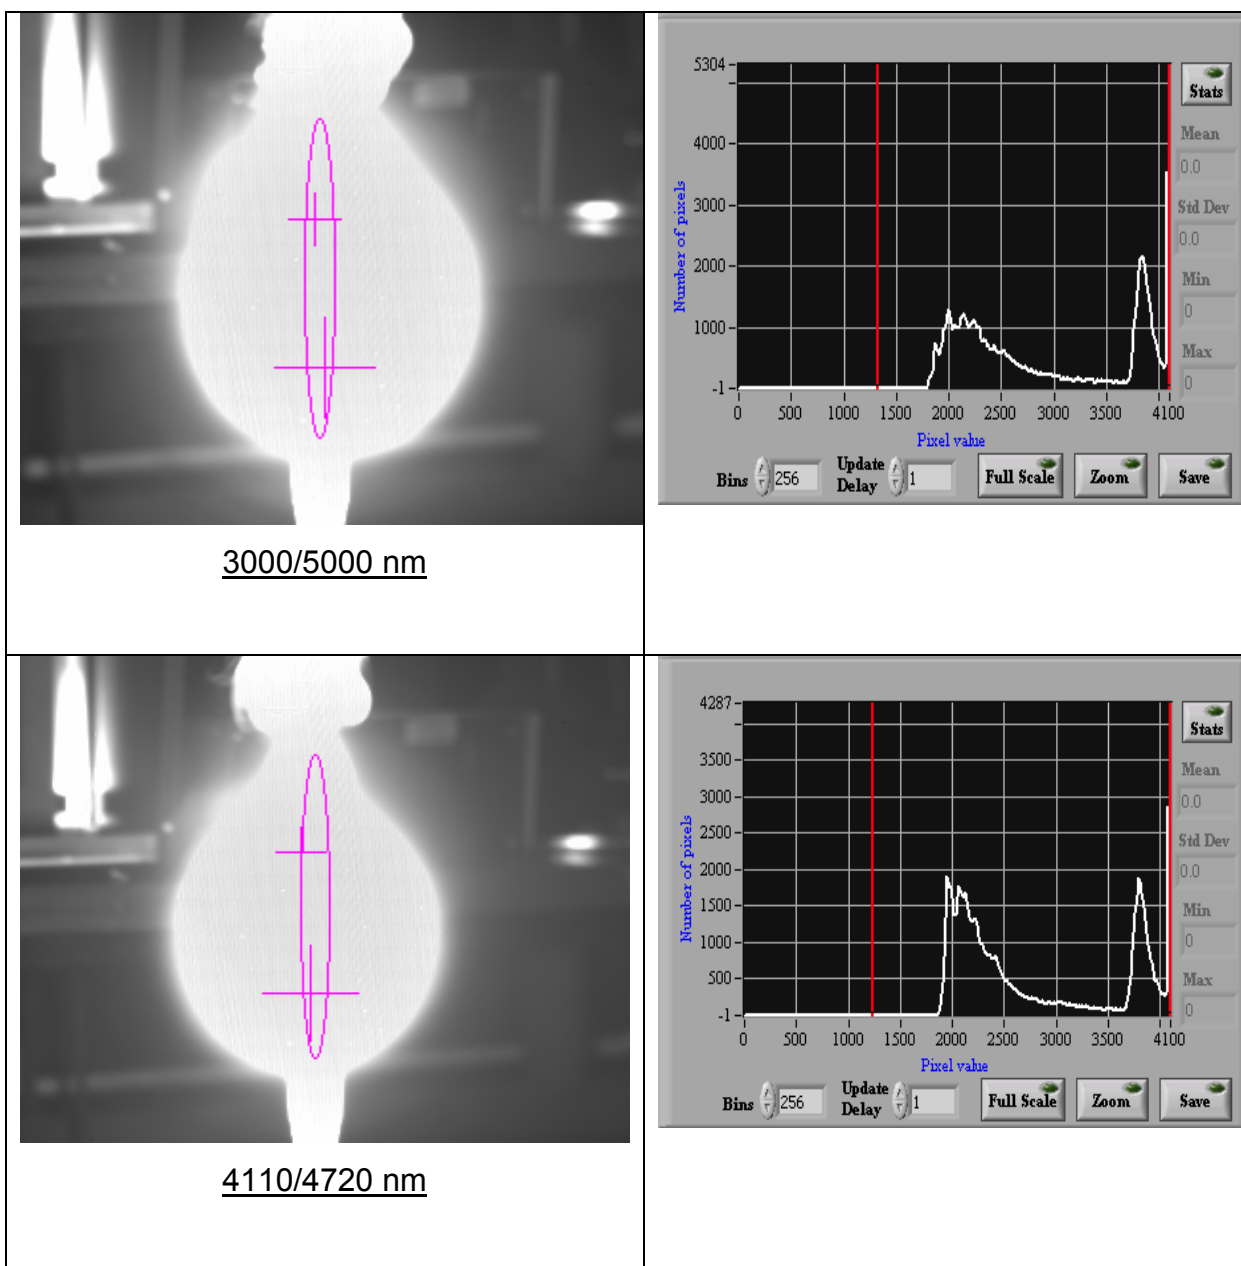 5304
4000
3000
2000
1000
-1
0 500 1000 1500 2000 2500 3000 3500 4100
Number of pixels
Pixel value
Stats
Mean
0.0
Std Dev
0.0
Min
0
Max
0
Bins 256 Update Delay 1 Full Scale Zoom Save
3000/5000 nm
4287
3500
3000
2500
2000
1500
1000
500
-1
0 500 1000 1500 2000 2500 3000 3500 4100
Number of pixels
Pixel value
Stats
Mean
0.0
Std Dev
0.0
Min
0
Max
0
Bins 256 Update Delay 1 Full Scale Zoom Save
4110/4720 nm